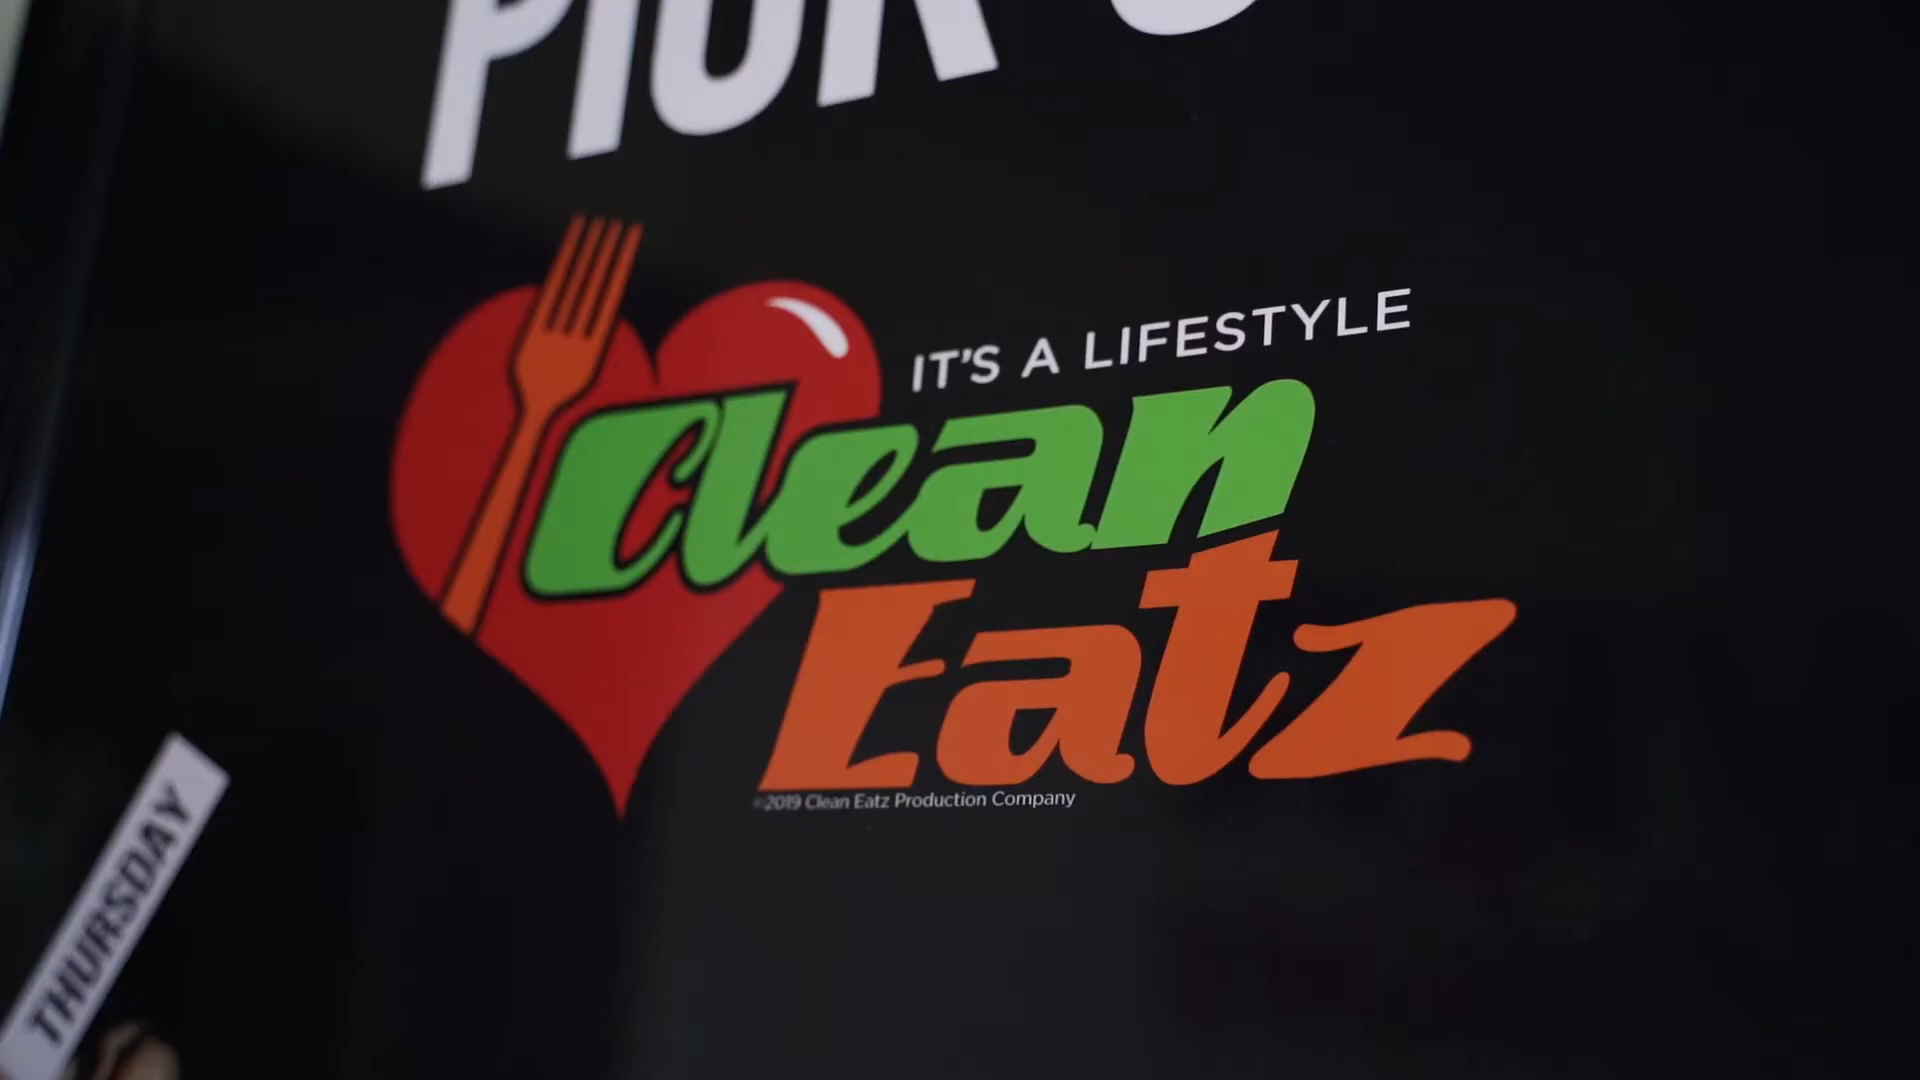 IT'S A LIFESTYLE
Clean
Eatz
©2019 Clean Eatz Production Company
THURSDAY